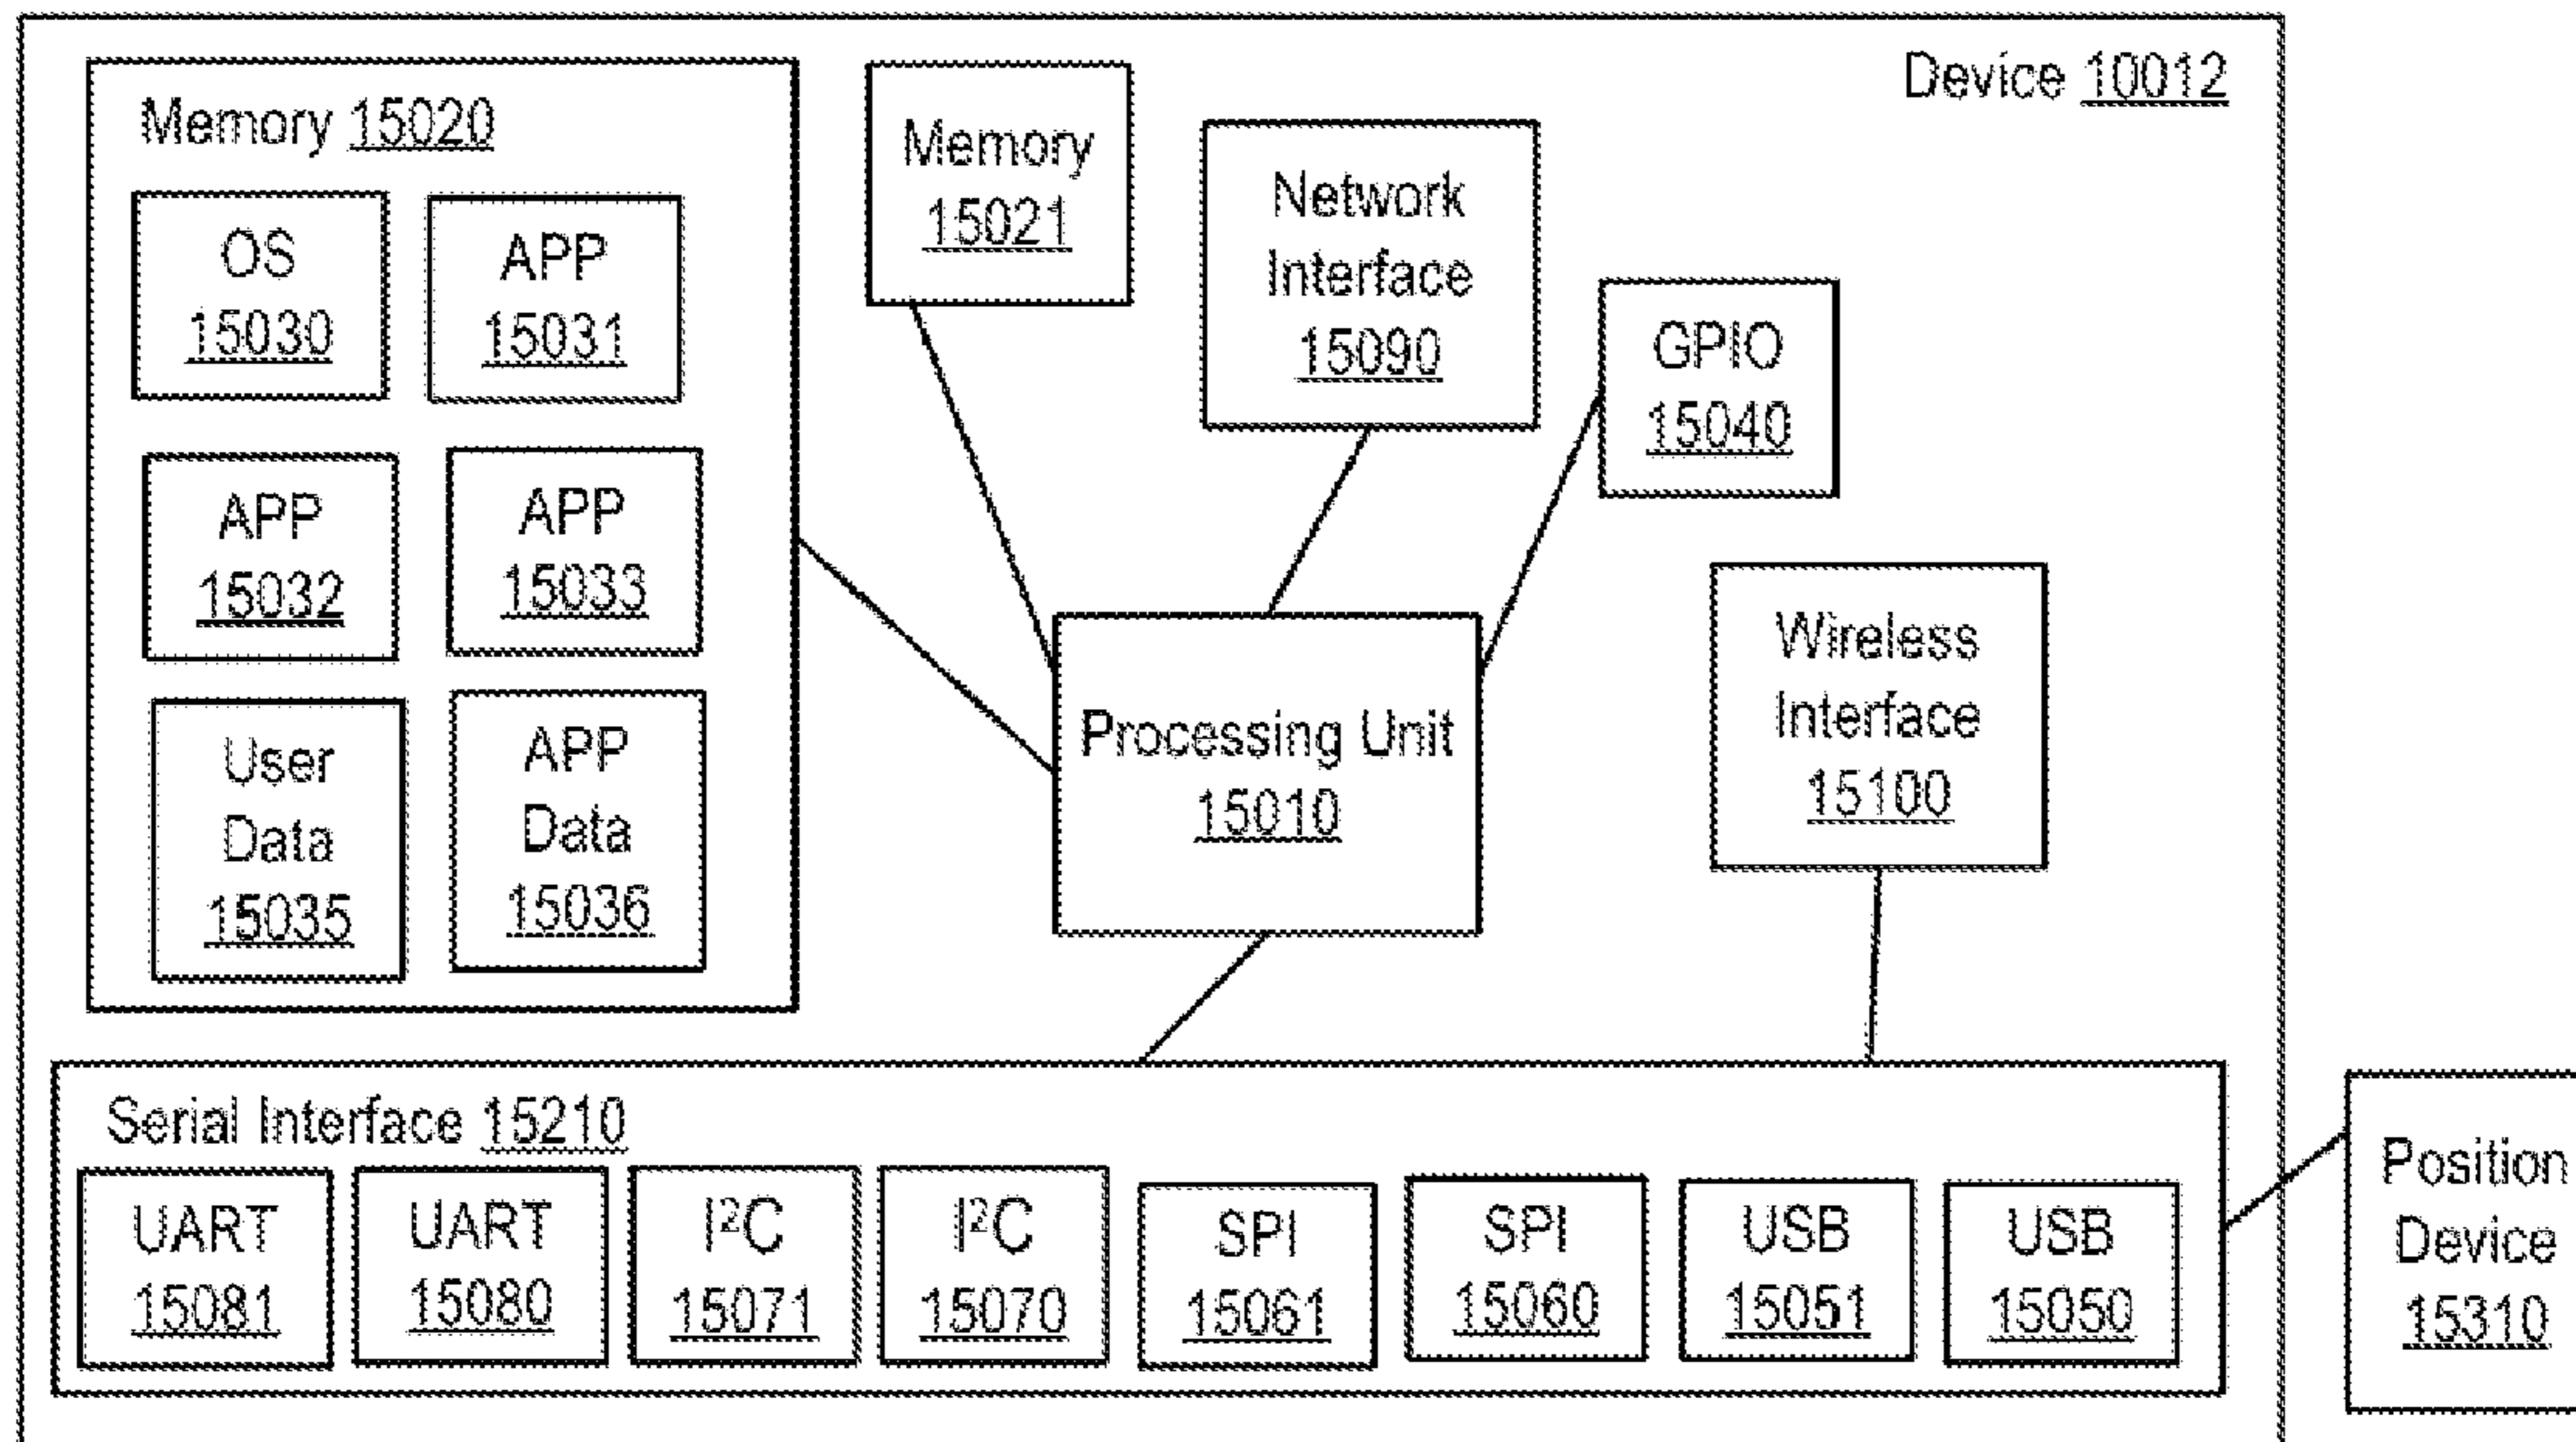 Device 10012
Memory 15020
OS
15030
APP
15031
APP
15032
APP
15033
User
Data
15035
APP
Data
15036
Memory
15021
Network
Interface
15090
GPIO
15040
Processing Unit
15010
Wireless
Interface
15100
Serial Interface 15210
UART
15081
UART
15080
I²C
15071
I²C
15070
SPI
15061
SPI
15060
USB
15051
USB
15050
Position
Device
15310